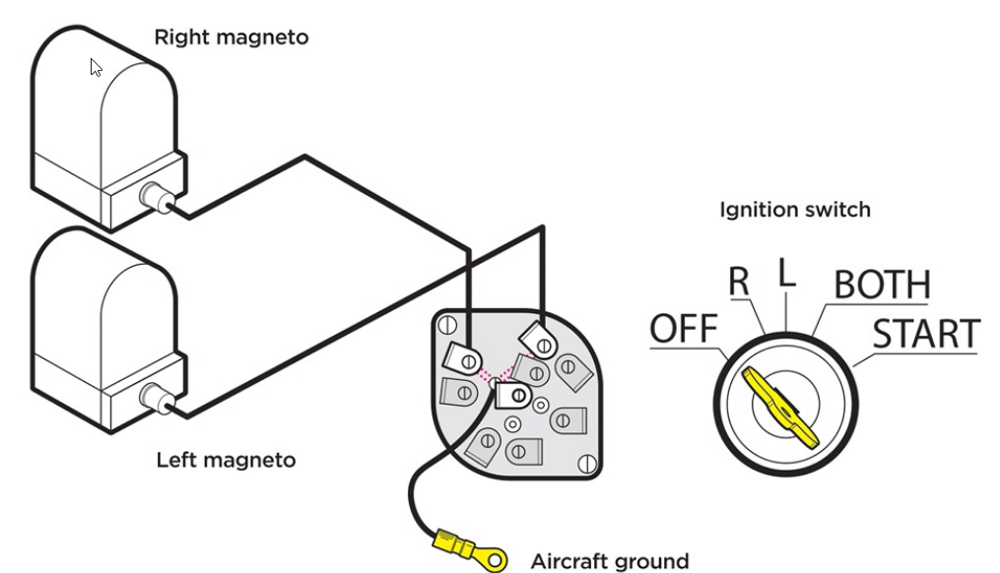 Right magneto
Ignition switch
R
L
BOTH
OFF
START
Left magneto
Aircraft ground